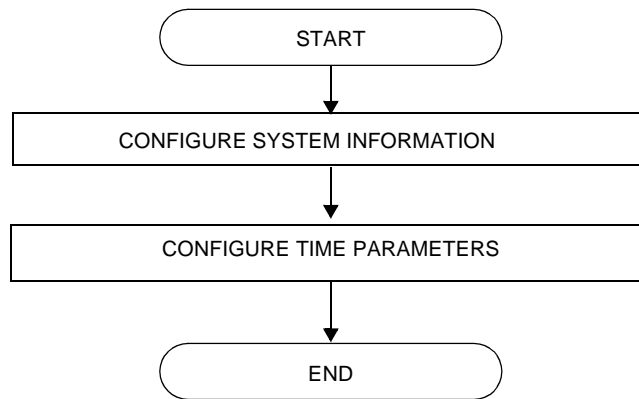 START
CONFIGURE SYSTEM INFORMATION
CONFIGURE TIME PARAMETERS
END